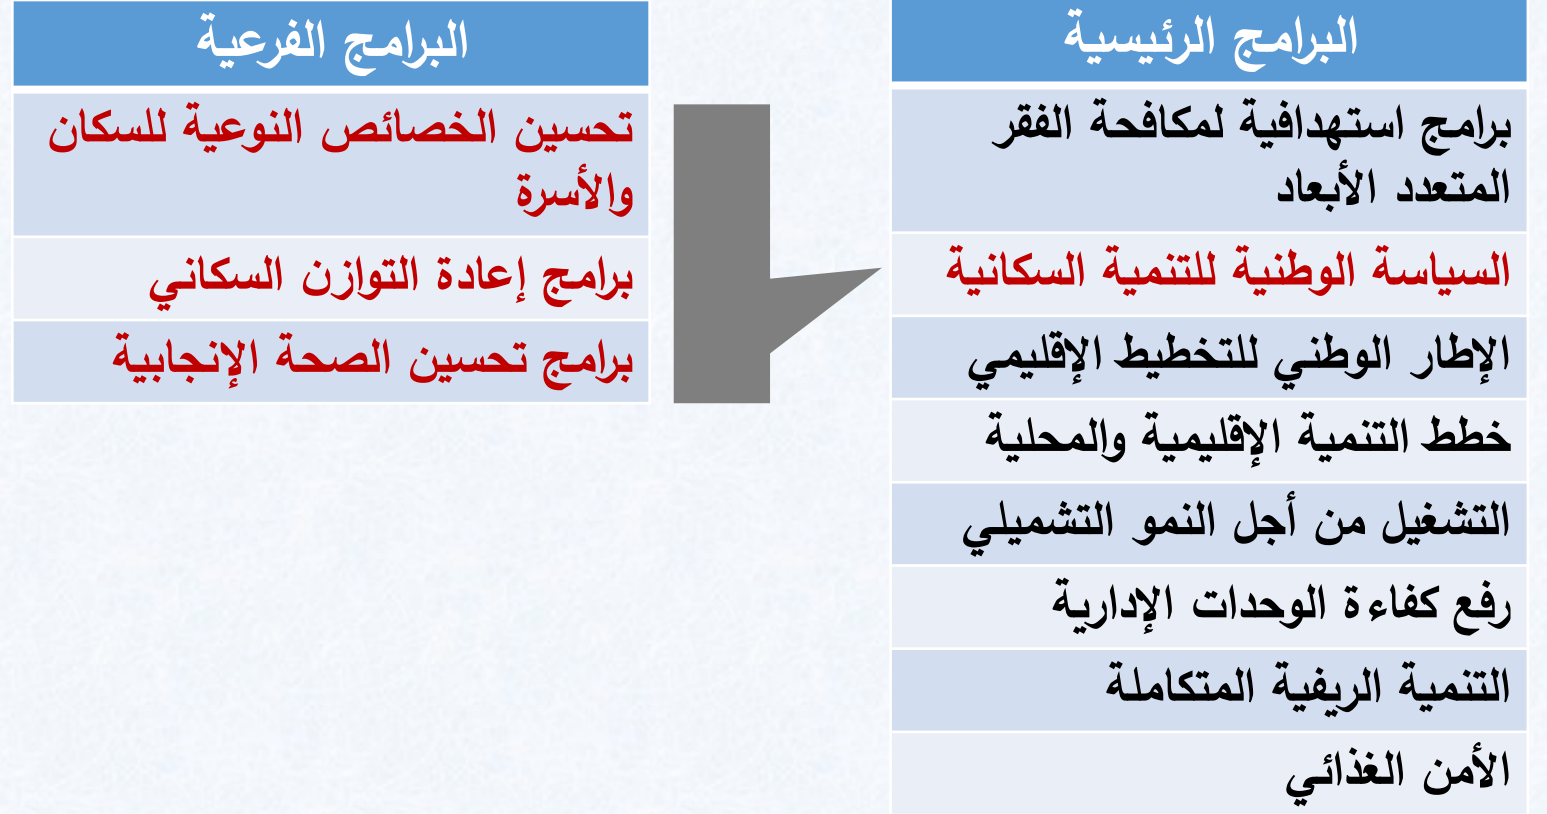 البرامج الرئيسية
برامج استهدافية لمكافحة الفقر
المتعدد الأبعاد
السياسة الوطنية للتنمية السكانية
الإطار الوطني للتخطيط الإقليمي
خطط التنمية الإقليمية والمحلية
التشغيل من أجل النمو التشميلي
رفع كفاءة الوحدات الإدارية
التنمية الريفية المتكاملة
الأمن الغذائي
البرامج الفرعية
تحسين الخصائص النوعية للسكان
والأسرة
برامج إعادة التوازن السكاني
برامج تحسين الصحة الإنجابية